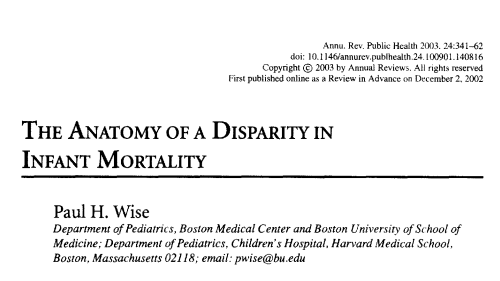 Annu. Rev. Public Health 2003. 24:341–62
doi: 10.1146/annurev.publhealth.24.100901.140816
Copyright © 2003 by Annual Reviews. All rights reserved
First published online as a Review in Advance on December 2, 2002
THE ANATOMY OF A DISPARITY IN
INFANT MORTALITY
Paul H. Wise
Department of Pediatrics, Boston Medical Center and Boston University of School of
Medicine; Department of Pediatrics, Children's Hospital, Harvard Medical School,
Boston, Massachusetts 02118; email: pwise@bu.edu